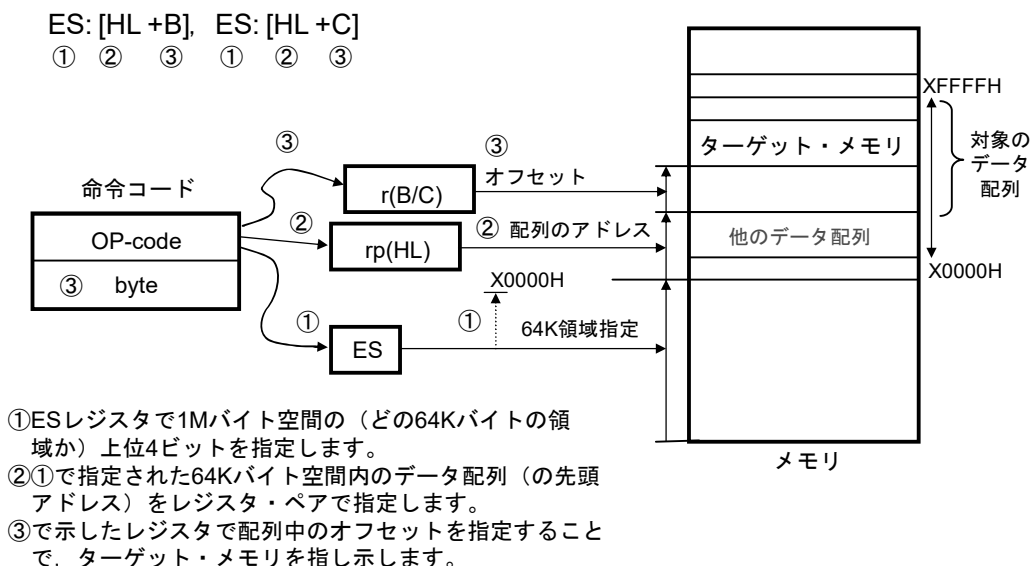 ES: [HL +B],   ES: [HL +C]
①   ②   ③   ①   ②   ③
XFFFFH
ターゲット・メモリ
対象の
データ
配列
③
③
オフセット
命令コード
r(B/C)
OP-code
②
② 配列のアドレス
他のデータ配列
rp(HL)
③ byte
X0000H
X0000H
①
①
64K領域指定
ES
メモリ
①ESレジスタで1Mバイト空間の（どの64Kバイトの領
域か）上位4ビットを指定します。
②①で指定された64Kバイト空間内のデータ配列（の先頭
アドレス）をレジスタ・ペアで指定します。
③で示したレジスタで配列中のオフセットを指定すること
で，ターゲット・メモリを指し示します。